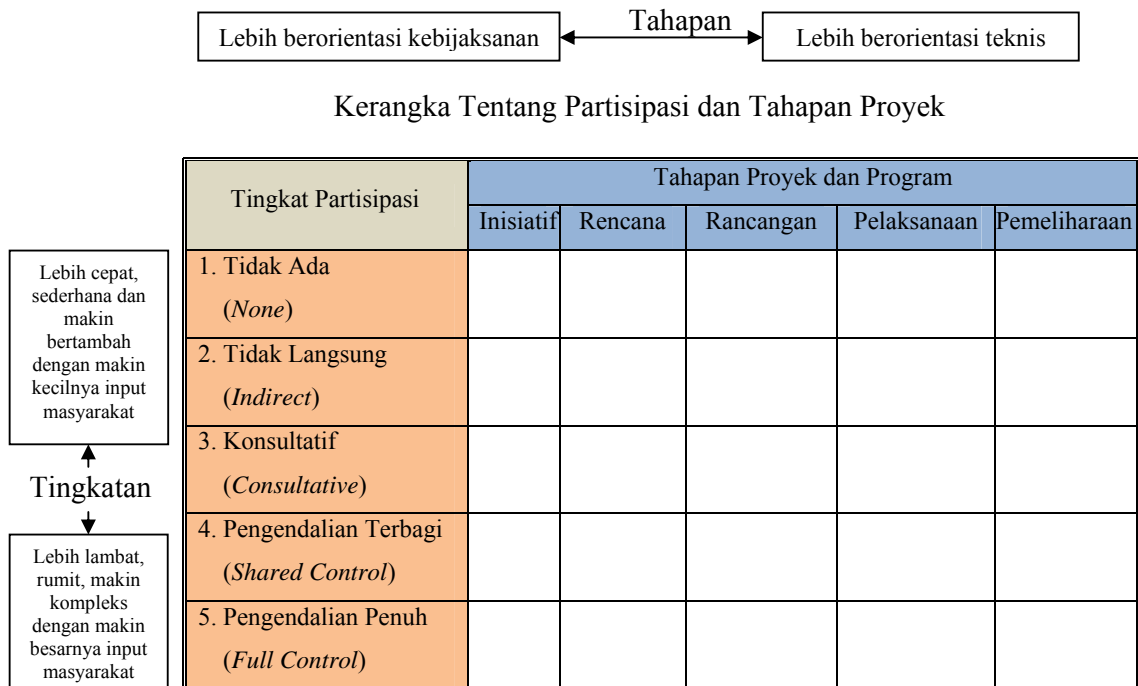 Tahapan
Lebih berorientasi kebijaksanan
Lebih berorientasi teknis
Kerangka Tentang Partisipasi dan Tahapan Proyek
Tingkat Partisipasi
Tahapan Proyek dan Program
Inisiatif
Rencana
Rancangan
Pelaksanaan
Pemeliharaan
Lebih cepat,
sederhana dan
makin
bertambah
dengan makin
kecilnya input
masyarakat
Tingkatan
Lebih lambat,
rumit, makin
kompleks
dengan makin
besarnya input
masyarakat
1. Tidak Ada
(None)
2. Tidak Langsung
(Indirect)
3. Konsultatif
(Consultative)
4. Pengendalian Terbagi
(Shared Control)
5. Pengendalian Penuh
(Full Control)